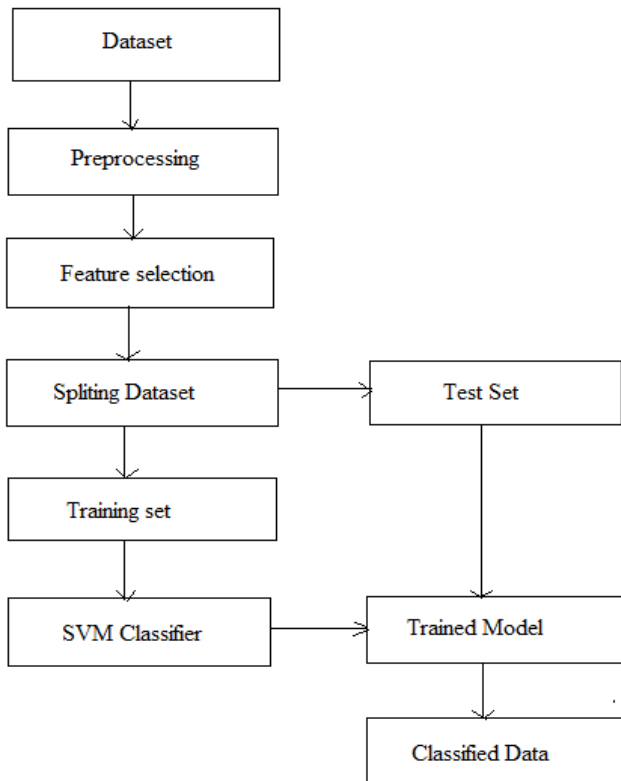 Dataset
Preprocessing
Feature selection
Spliting Dataset
Test Set
Training set
SVM Classifier
Trained Model
Classified Data